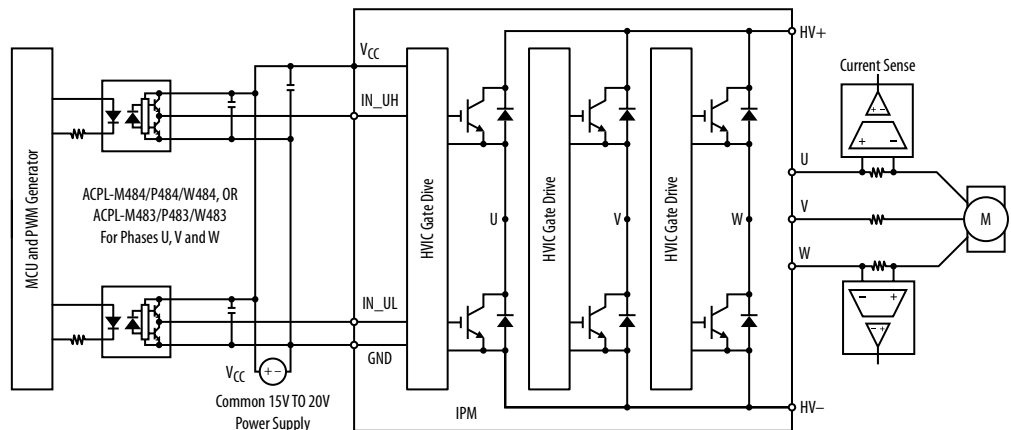 MCU and PWM Generator
ACPL-M484/P484/W484, OR
ACPL-M483/P483/W483
For Phases U, V and W
VCC
+ −
Common 15V TO 20V
Power Supply
VCC
IN_UH
IN_UL
GND
HVIC Gate Dive
U
HVIC Gate Drive
V
HVIC Gate Drive
W
IPM
HV+
HV−
U
V
W
Current Sense
+ −
+ −
M
− +
− +